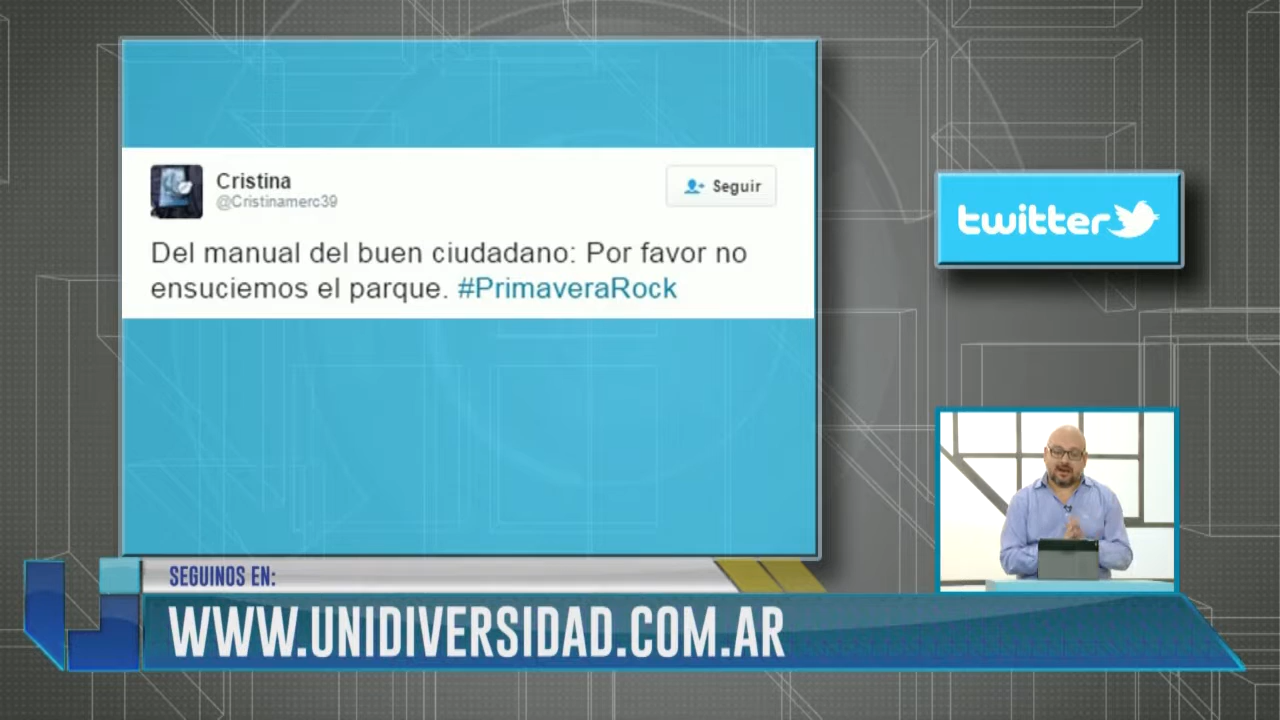 Cristina
@Cristinamerc39
Seguir
Del manual del buen ciudadano: Por favor no
ensuciemos el parque. #PrimaveraRock
twitter
SEGUINOS EN:
WWW.UNIDIVERSIDAD.COM.AR